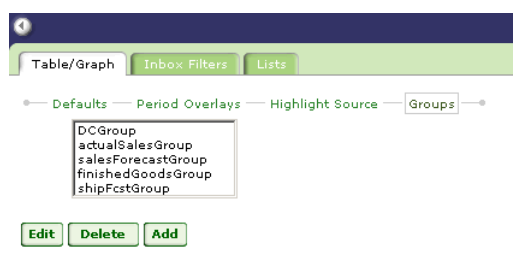 Table/Graph Inbox Filters Lists
Defaults Period Overlays Highlight Source Groups
DCGroup
actualSalesGroup
salesForecastGroup
finishedGoodsGroup
shipFcstGroup
Edit Delete Add